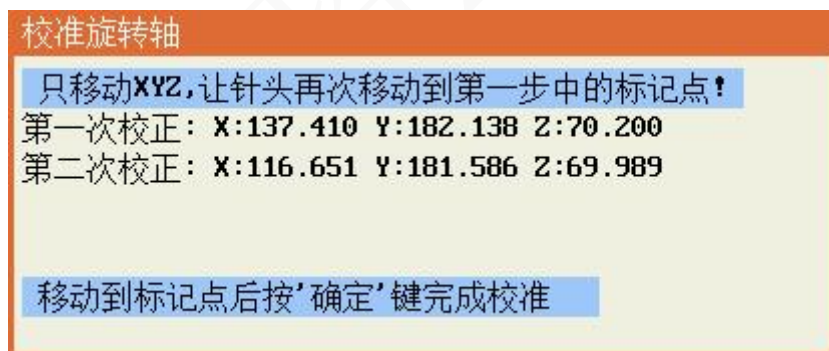 校准旋转轴
只移动XYZ,让针头再次移动到第一步中的标记点!
第一次校正: X:137.410 Y:182.138 Z:70.200
第二次校正: X:116.651 Y:181.586 Z:69.989
移动到标记点后按'确定'键完成校准